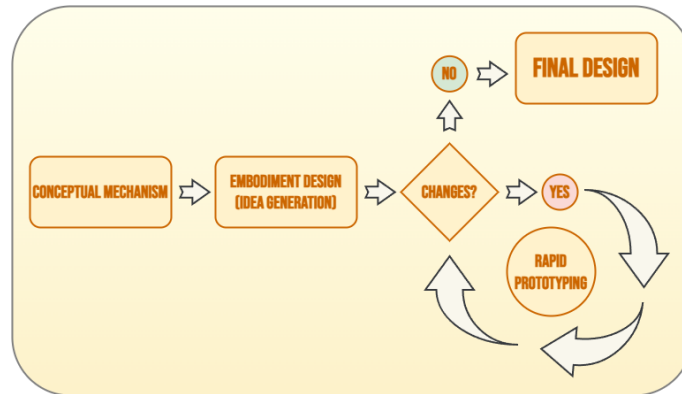 CONCEPTUAL MECHANISM
EMBODIMENT DESIGN
(IDEA GENERATION)
CHANGES?
NO
FINAL DESIGN
YES
RAPID
PROTOTYPING